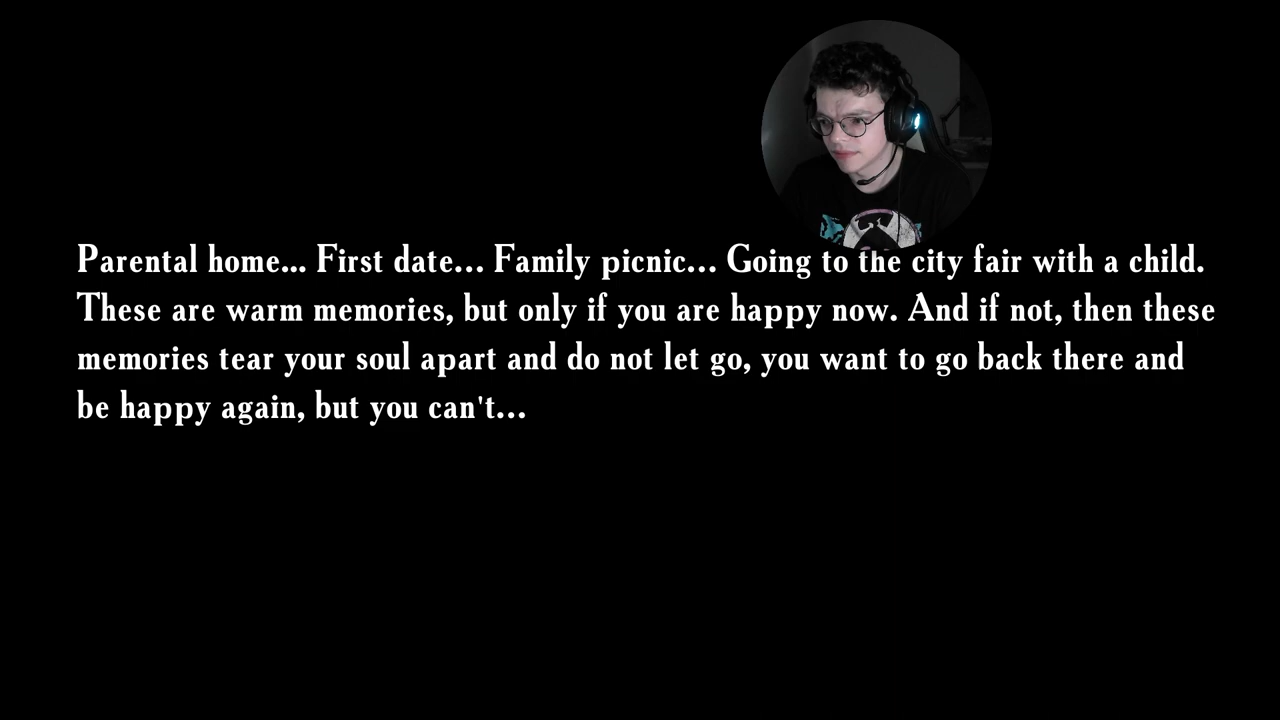 Parental home... First date... Family picnic... Going to the city fair with a child.
These are warm memories, but only if you are happy now. And if not, then these
memories tear your soul apart and do not let go, you want to go back there and
be happy again, but you can't...